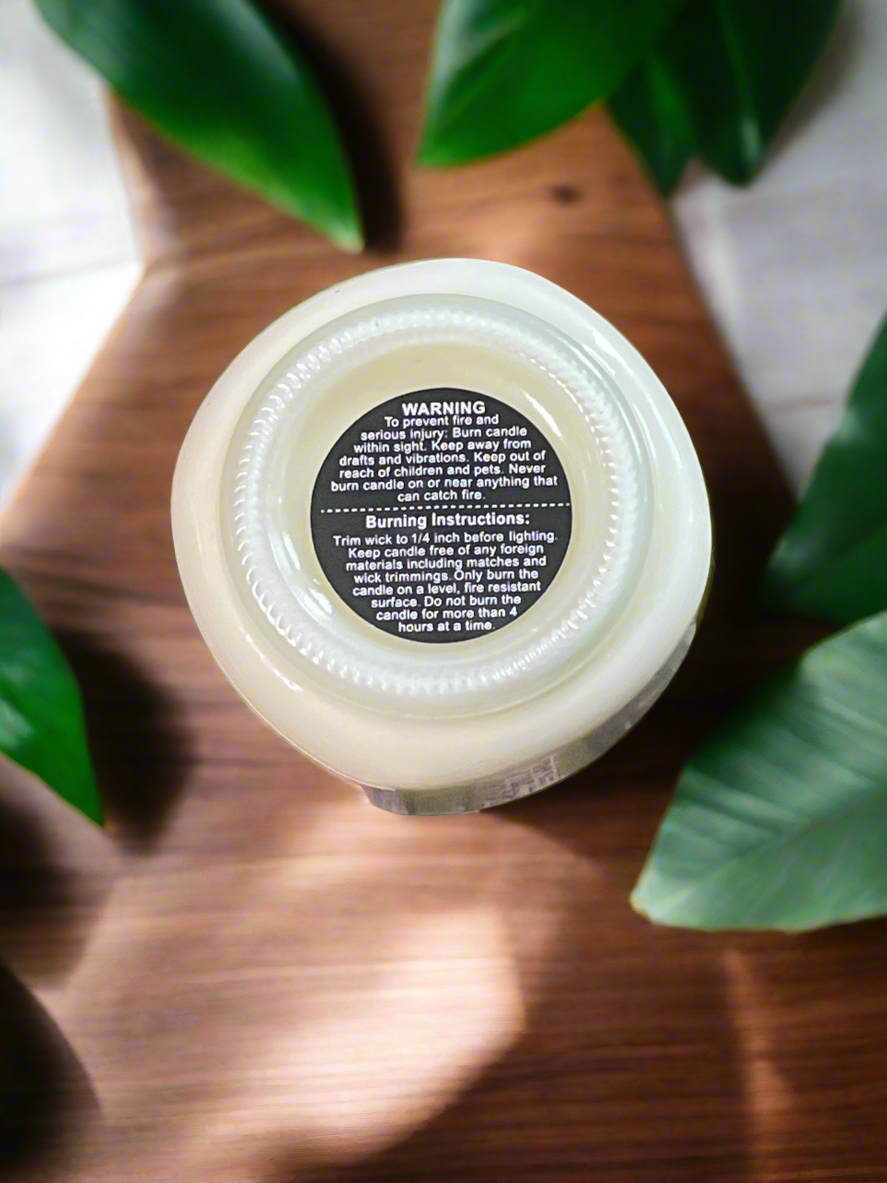 WARNING
To prevent fire and
serious injury: Burn candle
within sight. Keep away from
drafts and vibrations. Keep out of
reach of children and pets. Never
burn candle on or near anything that
can catch fire.
Burning Instructions:
Trim wick to 1/4 inch before lighting.
Keep candle free of any foreign
materials including matches and
wick trimmings. Only burn the
candle on a level, fire resistant
surface. Do not burn the
candle for more than 4
hours at a time.